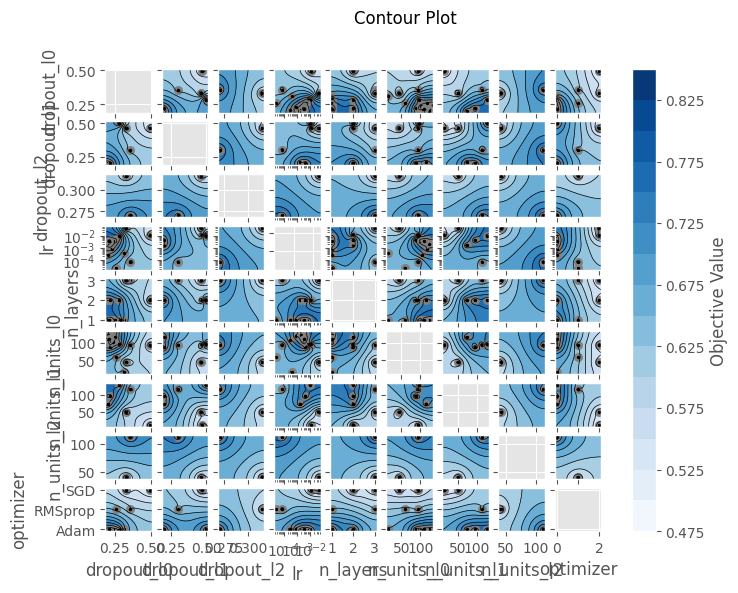 Contour Plot
0.50
0.25
dropout_l0
0.50
0.25
dropout_l1
0.300
0.275
dropout_l2
10⁻²
10⁻³
10⁻⁴
lr
3
2
1
n_layers
100
50
n_units_l0
100
50
n_units_l1
100
50
n_units_l2
SGD
RMSprop
Adam
optimizer
0.25 0.50
0.25 0.50
0.275 0.300
10⁻⁴ 10⁻³ 10⁻²
1 2 3
50 100
50 100
50 100
0 2
dropout_l0 dropout_l1 dropout_l2 lr n_layers n_units_l0 n_units_l1 n_units_l2 optimizer
0.825
0.775
0.725
0.675
0.625
0.575
0.525
0.475
Objective Value